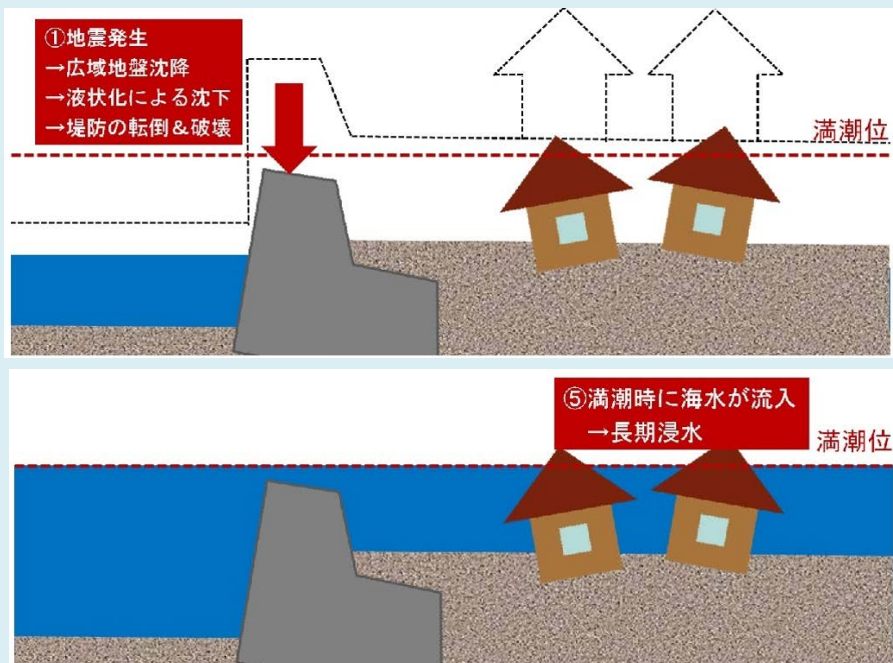 ①地震発生
→広域地盤沈降
→液状化による沈下
→堤防の転倒＆破壊
満潮位
⑤満潮時に海水が流入
→長期浸水
満潮位